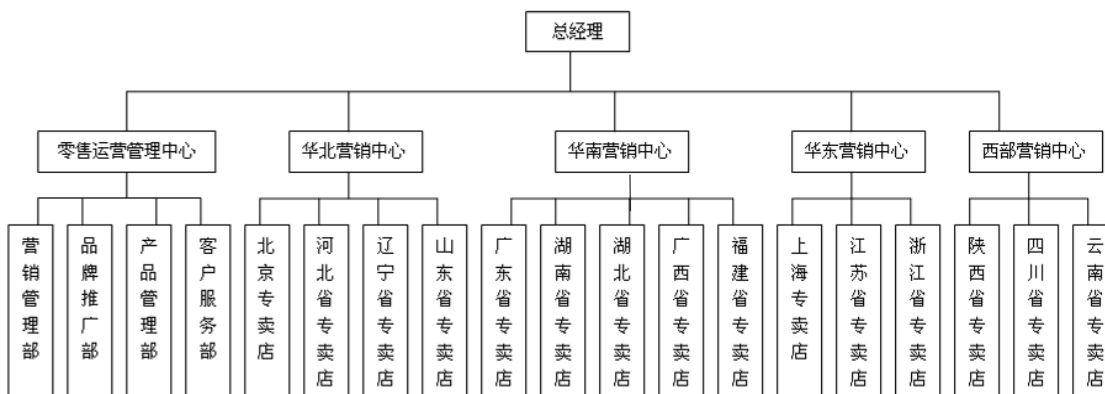 总经理
零售运营管理中心
华北营销中心
华南营销中心
华东营销中心
西部营销中心
营销管理部
品牌推广部
产品管理部
客户服务部
北京专卖店
河北省专卖店
辽宁省专卖店
山东省专卖店
广东省专卖店
湖南省专卖店
湖北省专卖店
广西省专卖店
福建省专卖店
上海专卖店
江苏省专卖店
浙江省专卖店
陕西省专卖店
四川省专卖店
云南省专卖店